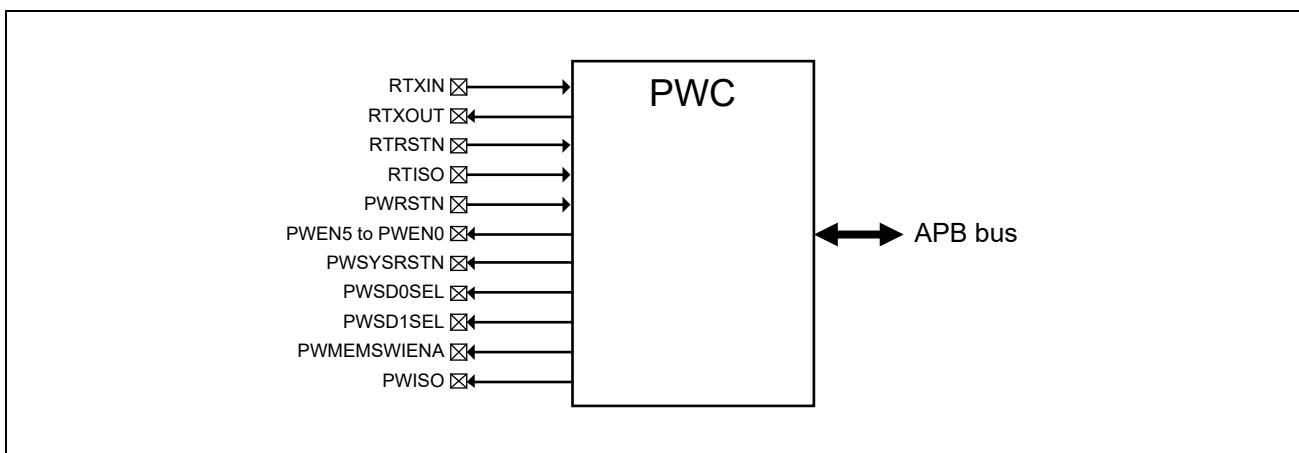 PWC
RTXIN
RTXOUT
RTRSTN
RTISO
PWRSTN
PWEN5 to PWEN0
APB bus
PWSYSRSTN
PWSD0SEL
PWSD1SEL
PWMEMSWIENA
PWISO